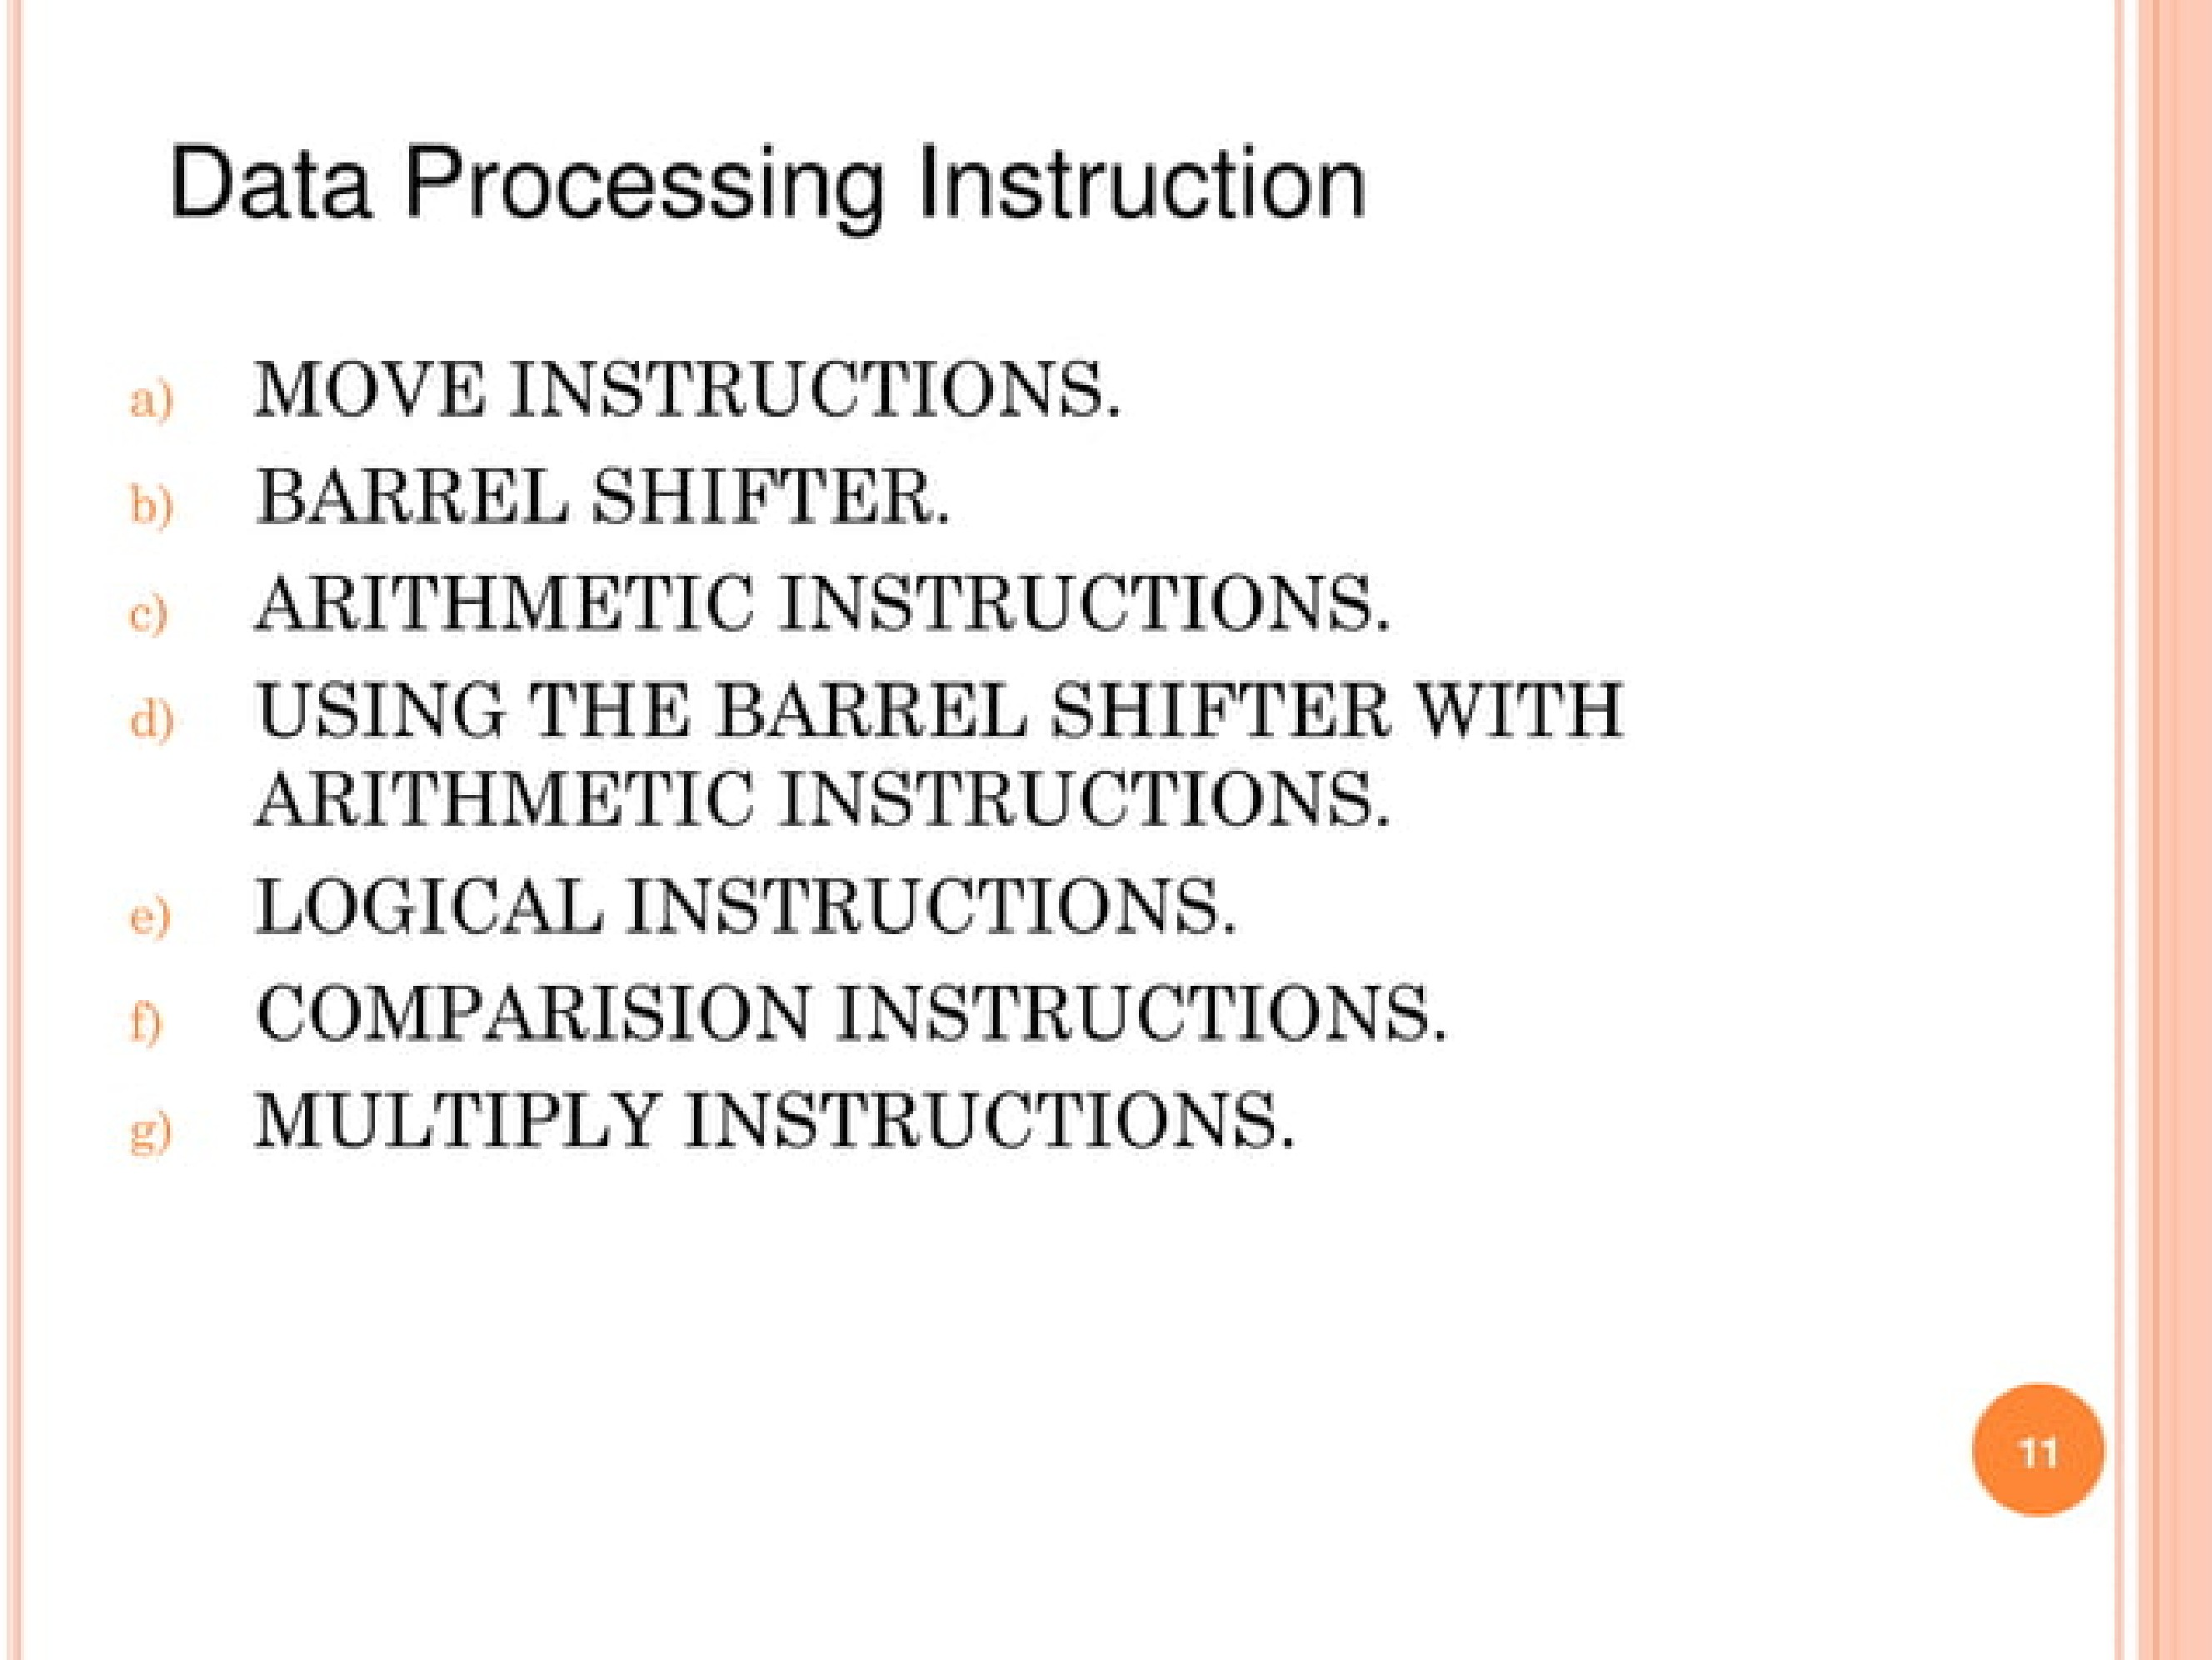 Data Processing Instruction
a) MOVE INSTRUCTIONS.
b) BARREL SHIFTER.
c) ARITHMETIC INSTRUCTIONS.
d) USING THE BARREL SHIFTER WITH
ARITHMETIC INSTRUCTIONS.
e) LOGICAL INSTRUCTIONS.
f) COMPARISION INSTRUCTIONS.
g) MULTIPLY INSTRUCTIONS.
11